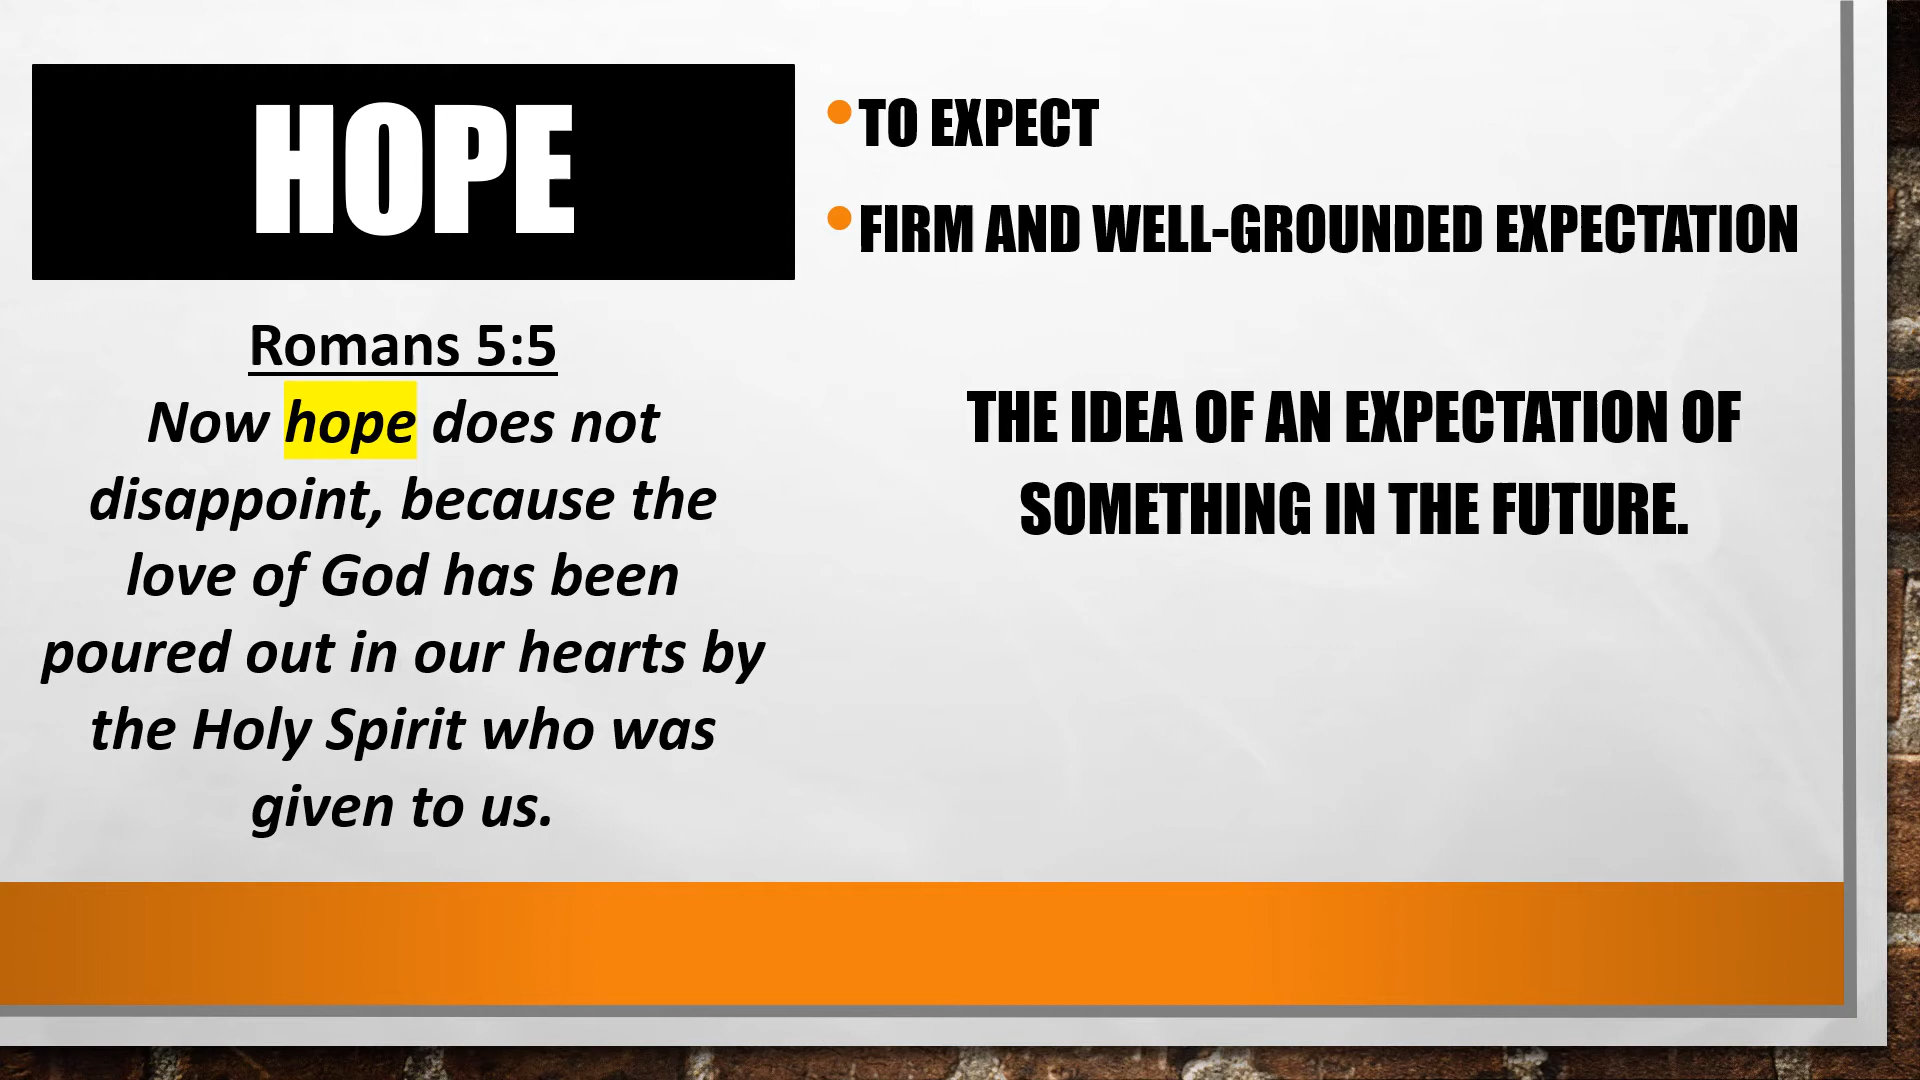 HOPE
Romans 5:5
Now hope does not
disappoint, because the
love of God has been
poured out in our hearts by
the Holy Spirit who was
given to us.
• TO EXPECT
• FIRM AND WELL-GROUNDED EXPECTATION
THE IDEA OF AN EXPECTATION OF
SOMETHING IN THE FUTURE.